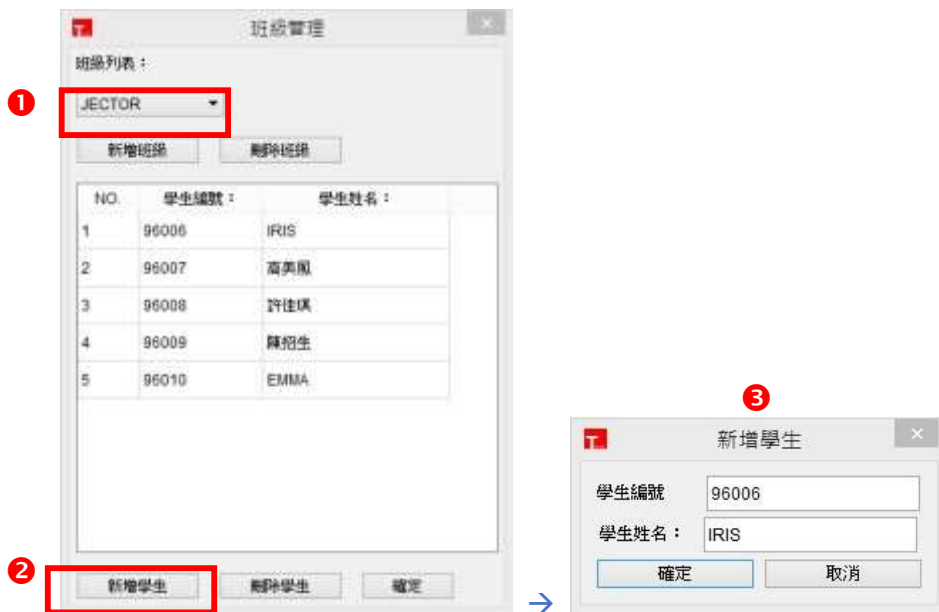 班級管理
班級列表：
❶
JECTOR
新增班級 刪除班級
NO. 學生編號： 學生姓名：
1 96006 IRIS
2 96007 高美鳳
3 96008 許佳琪
4 96009 陳招生
5 96010 EMMA
❷
新增學生 刪除學生 確定
→
❸
新增學生
學生編號 96006
學生姓名： IRIS
確定 取消